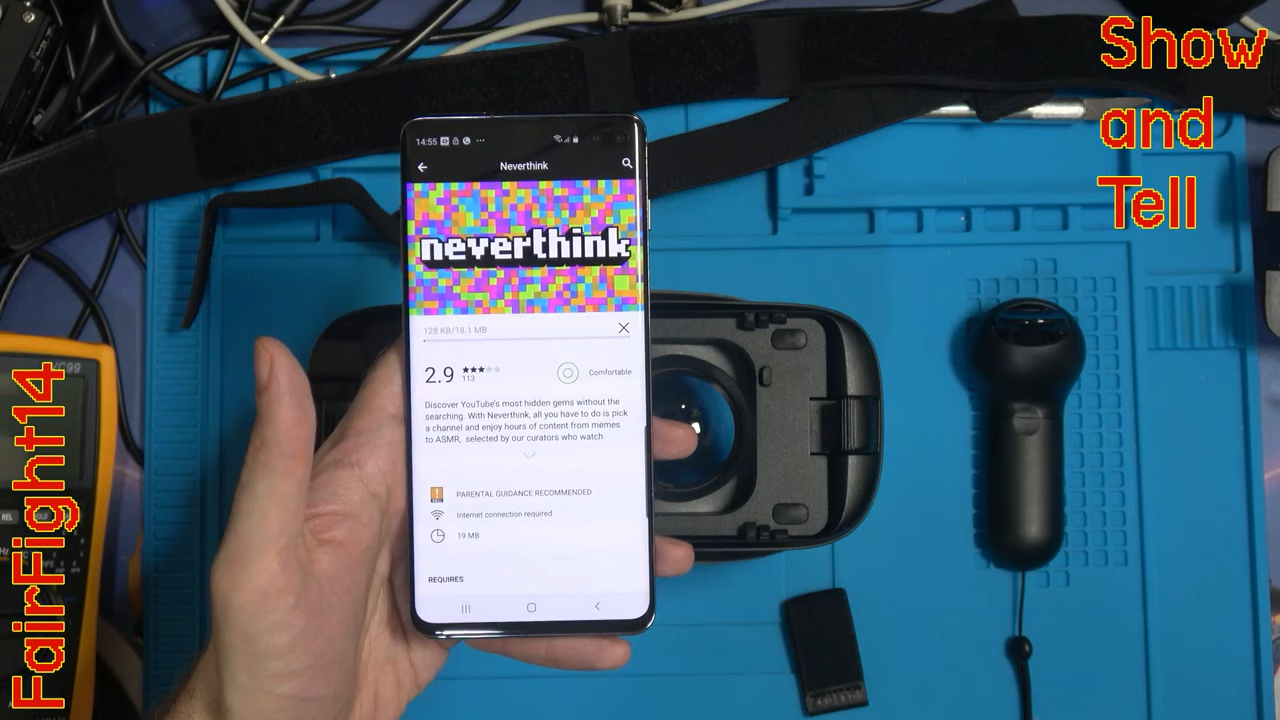 Show
and
Tell
FairFight14
14:55
Neverthink
neverthink
128 KB/18.1 MB
2.9
113
Comfortable
Discover YouTube's most hidden gems without the
searching. With Neverthink, all you have to do is pick
a channel and enjoy hours of content from memes
to ASMR, selected by our curators who watch
PARENTAL GUIDANCE RECOMMENDED
Internet connection required
19 MB
REQUIRES
REL